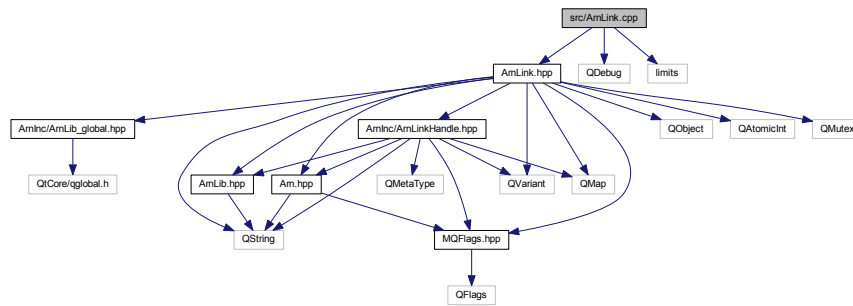 src/ArnLink.cpp
ArnLink.hpp
QDebug
limits
ArnInc/ArnLib_global.hpp
ArnInc/ArnLinkHandle.hpp
QObject
QAtomicInt
QMutex
QtCore/qglobal.h
ArnLib.hpp
Arn.hpp
QMetaType
QVariant
QMap
QString
MQFlags.hpp
QFlags